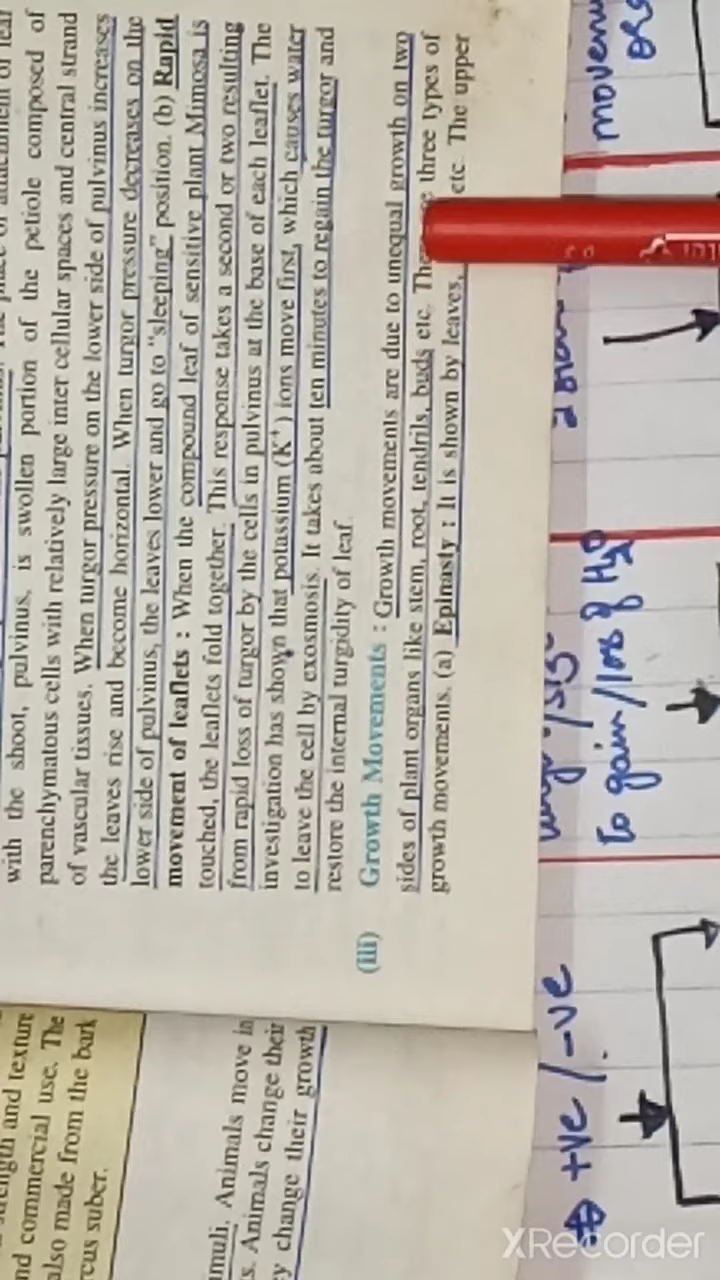 with the shoot, pulvinus, is swollen portion of the petiole composed of
parenchymatous cells with relatively large inter cellular spaces and central strand
of vascular tissues. When turgor pressure on the lower side of pulvinus increases
the leaves rise and become horizontal. When turgor pressure decreases on the
lower side of pulvinus, the leaves lower and go to "sleeping" position. (b) Rapid
movement of leaflets : When the compound leaf of sensitive plant Mimosa is
touched, the leaflets fold together. This response takes a second or two resulting
from rapid loss of turgor by the cells in pulvinus at the base of each leaflet. The
investigation has shown that potassium (K+) ions move first, which causes water
to leave the cell by exosmosis. It takes about ten minutes to regain the turgor and
restore the internal turgidity of leaf.
(iii) Growth Movements : Growth movements are due to unequal growth on two
sides of plant organs like stem, root, tendrils, buds etc. three types of
growth movements. (a) Epinasty : It is shown by leaves, etc. The upper
and texture
nd commercial use. The
also made from the bark
cus suber.
imuli. Animals move in
s. Animals change their
y change their growth
to gain/loss of H2O
+ve / -ve
XRecorder